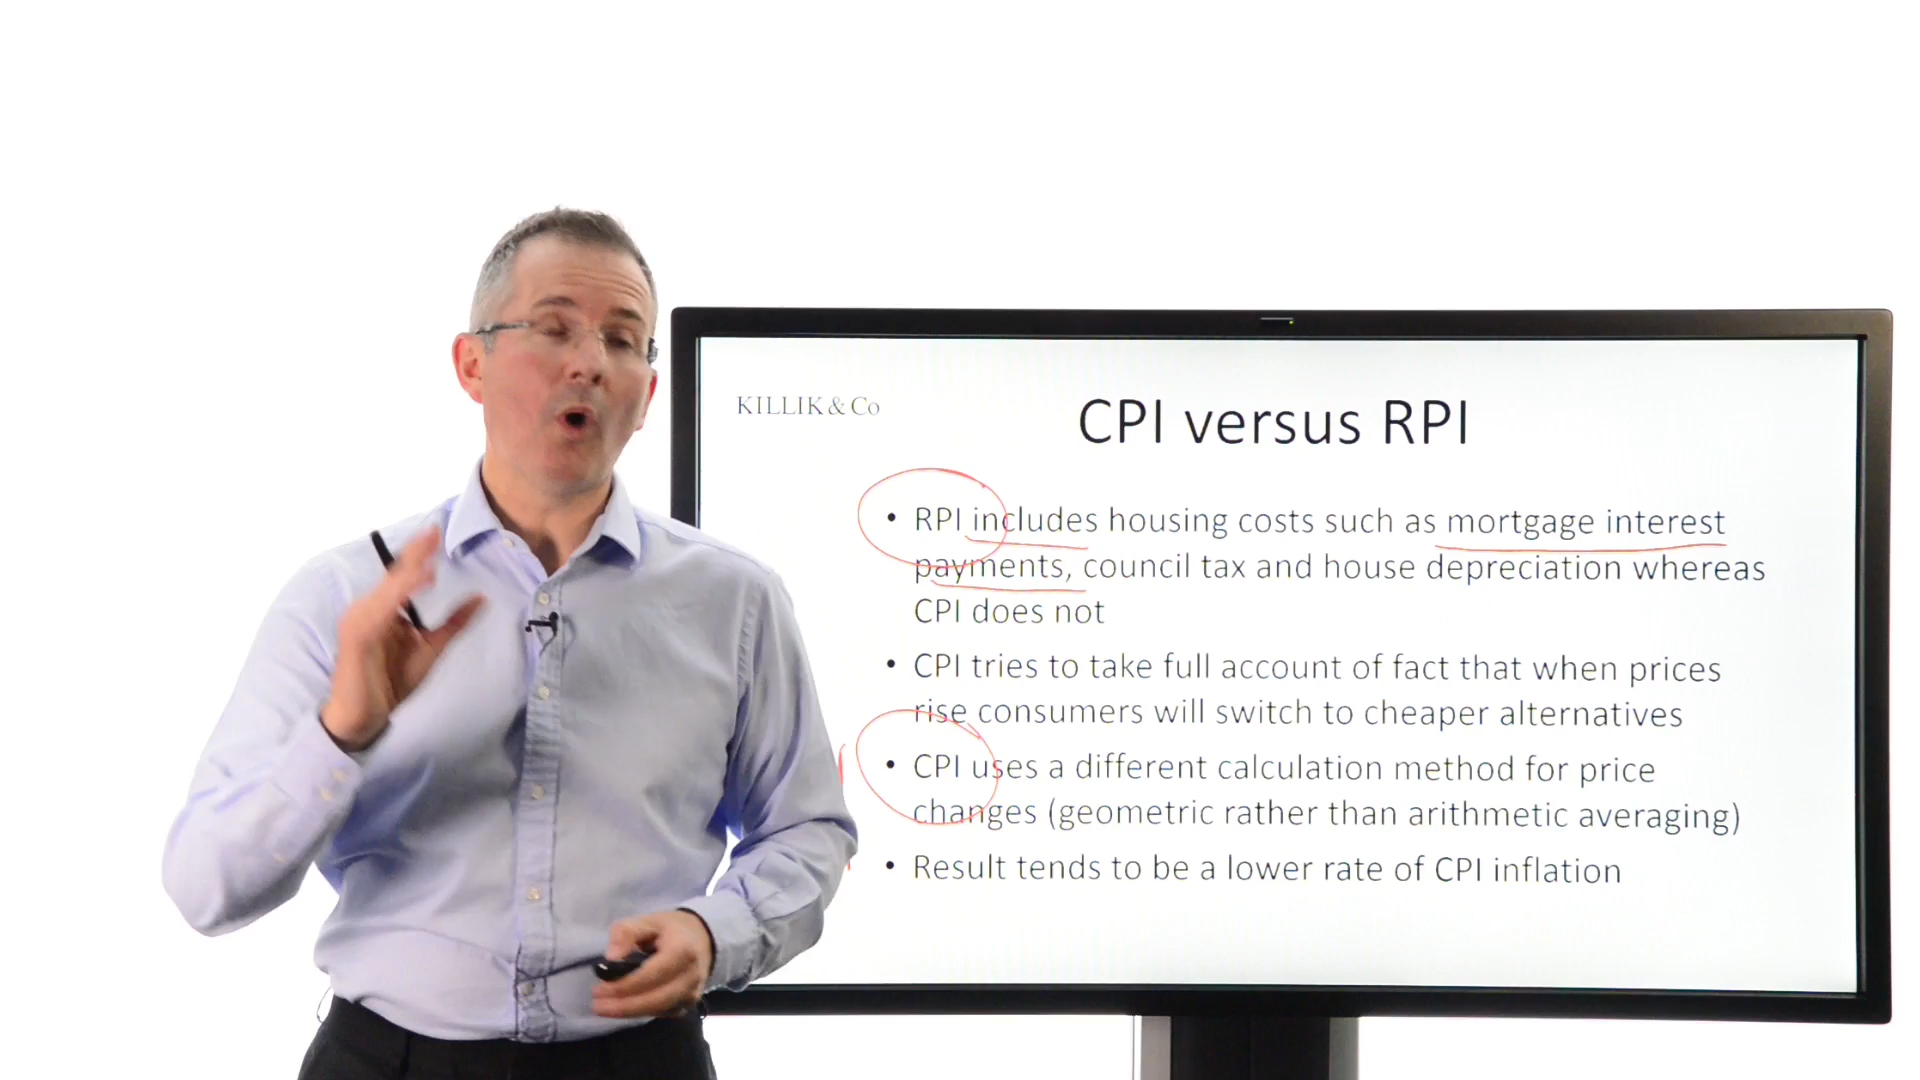 KILLIK & Co
CPI versus RPI
• RPI includes housing costs such as mortgage interest
payments, council tax and house depreciation whereas
CPI does not
• CPI tries to take full account of fact that when prices
rise consumers will switch to cheaper alternatives
• CPI uses a different calculation method for price
changes (geometric rather than arithmetic averaging)
• Result tends to be a lower rate of CPI inflation